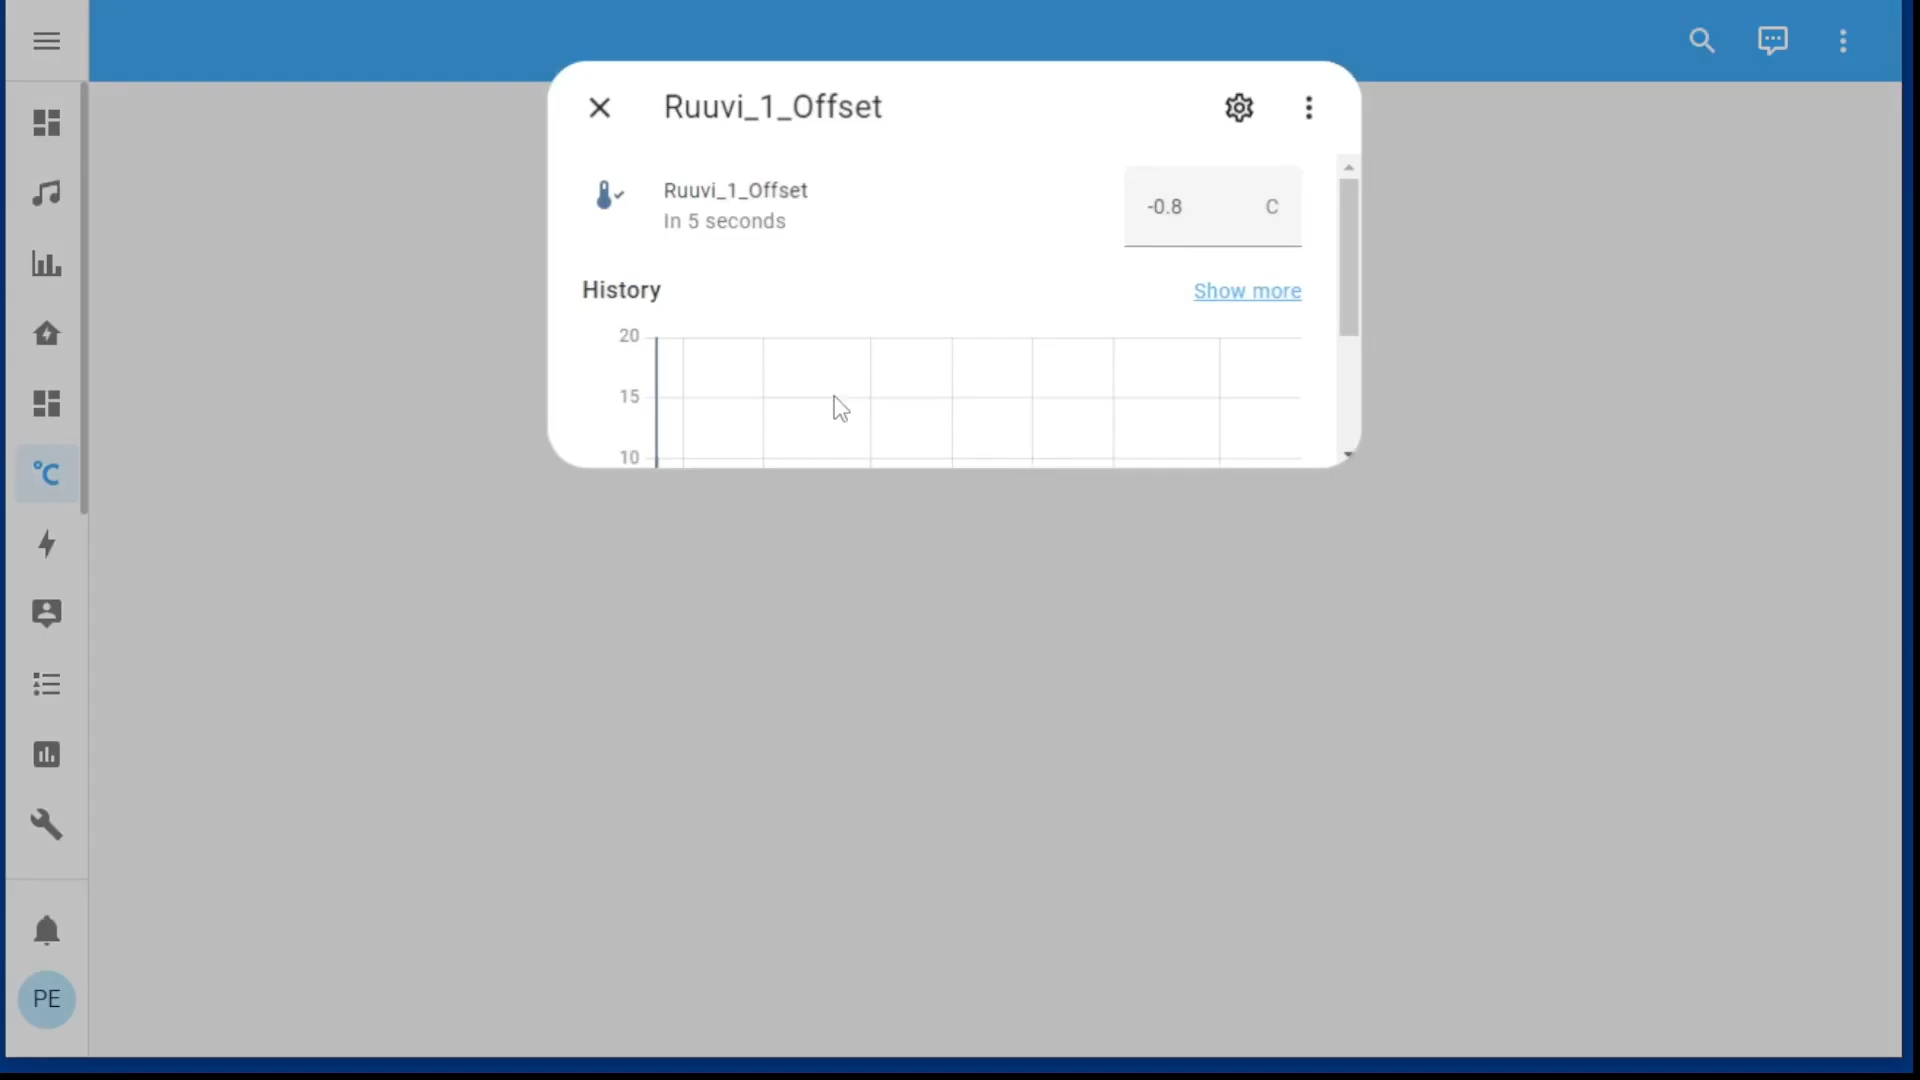 Ruuvi_1_Offset
Ruuvi_1_Offset
In 5 seconds
-0.8 C
History
Show more
20
15
10
°C
PE